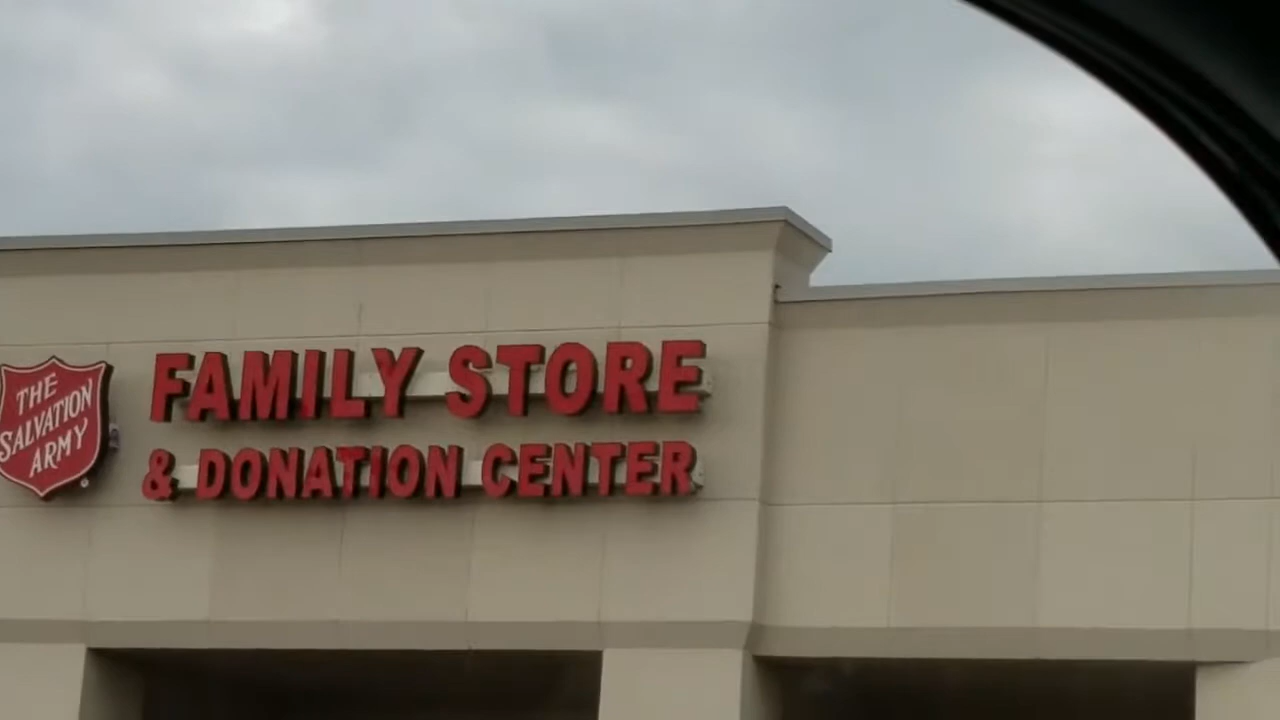 THE
SALVATION
ARMY
FAMILY STORE
& DONATION CENTER